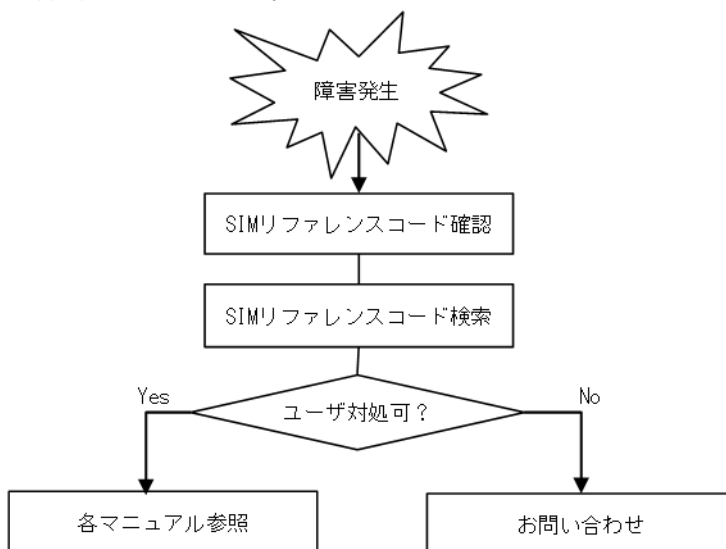 障害発生
SIMリファレンスコード確認
SIMリファレンスコード検索
ユーザ対処可？
Yes
No
各マニュアル参照
お問い合わせ